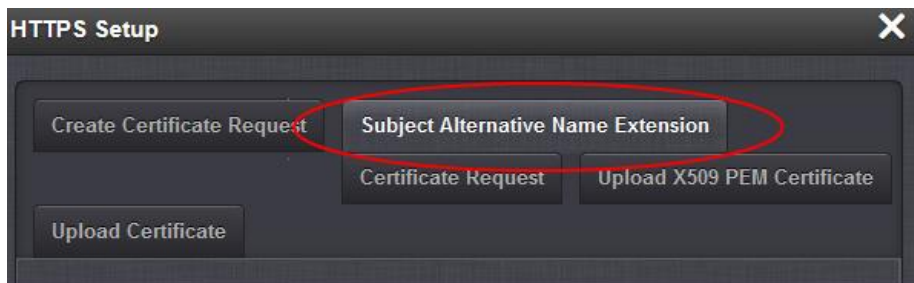 HTTPS Setup
Create Certificate Request Subject Alternative Name Extension
Certificate Request Upload X509 PEM Certificate
Upload Certificate